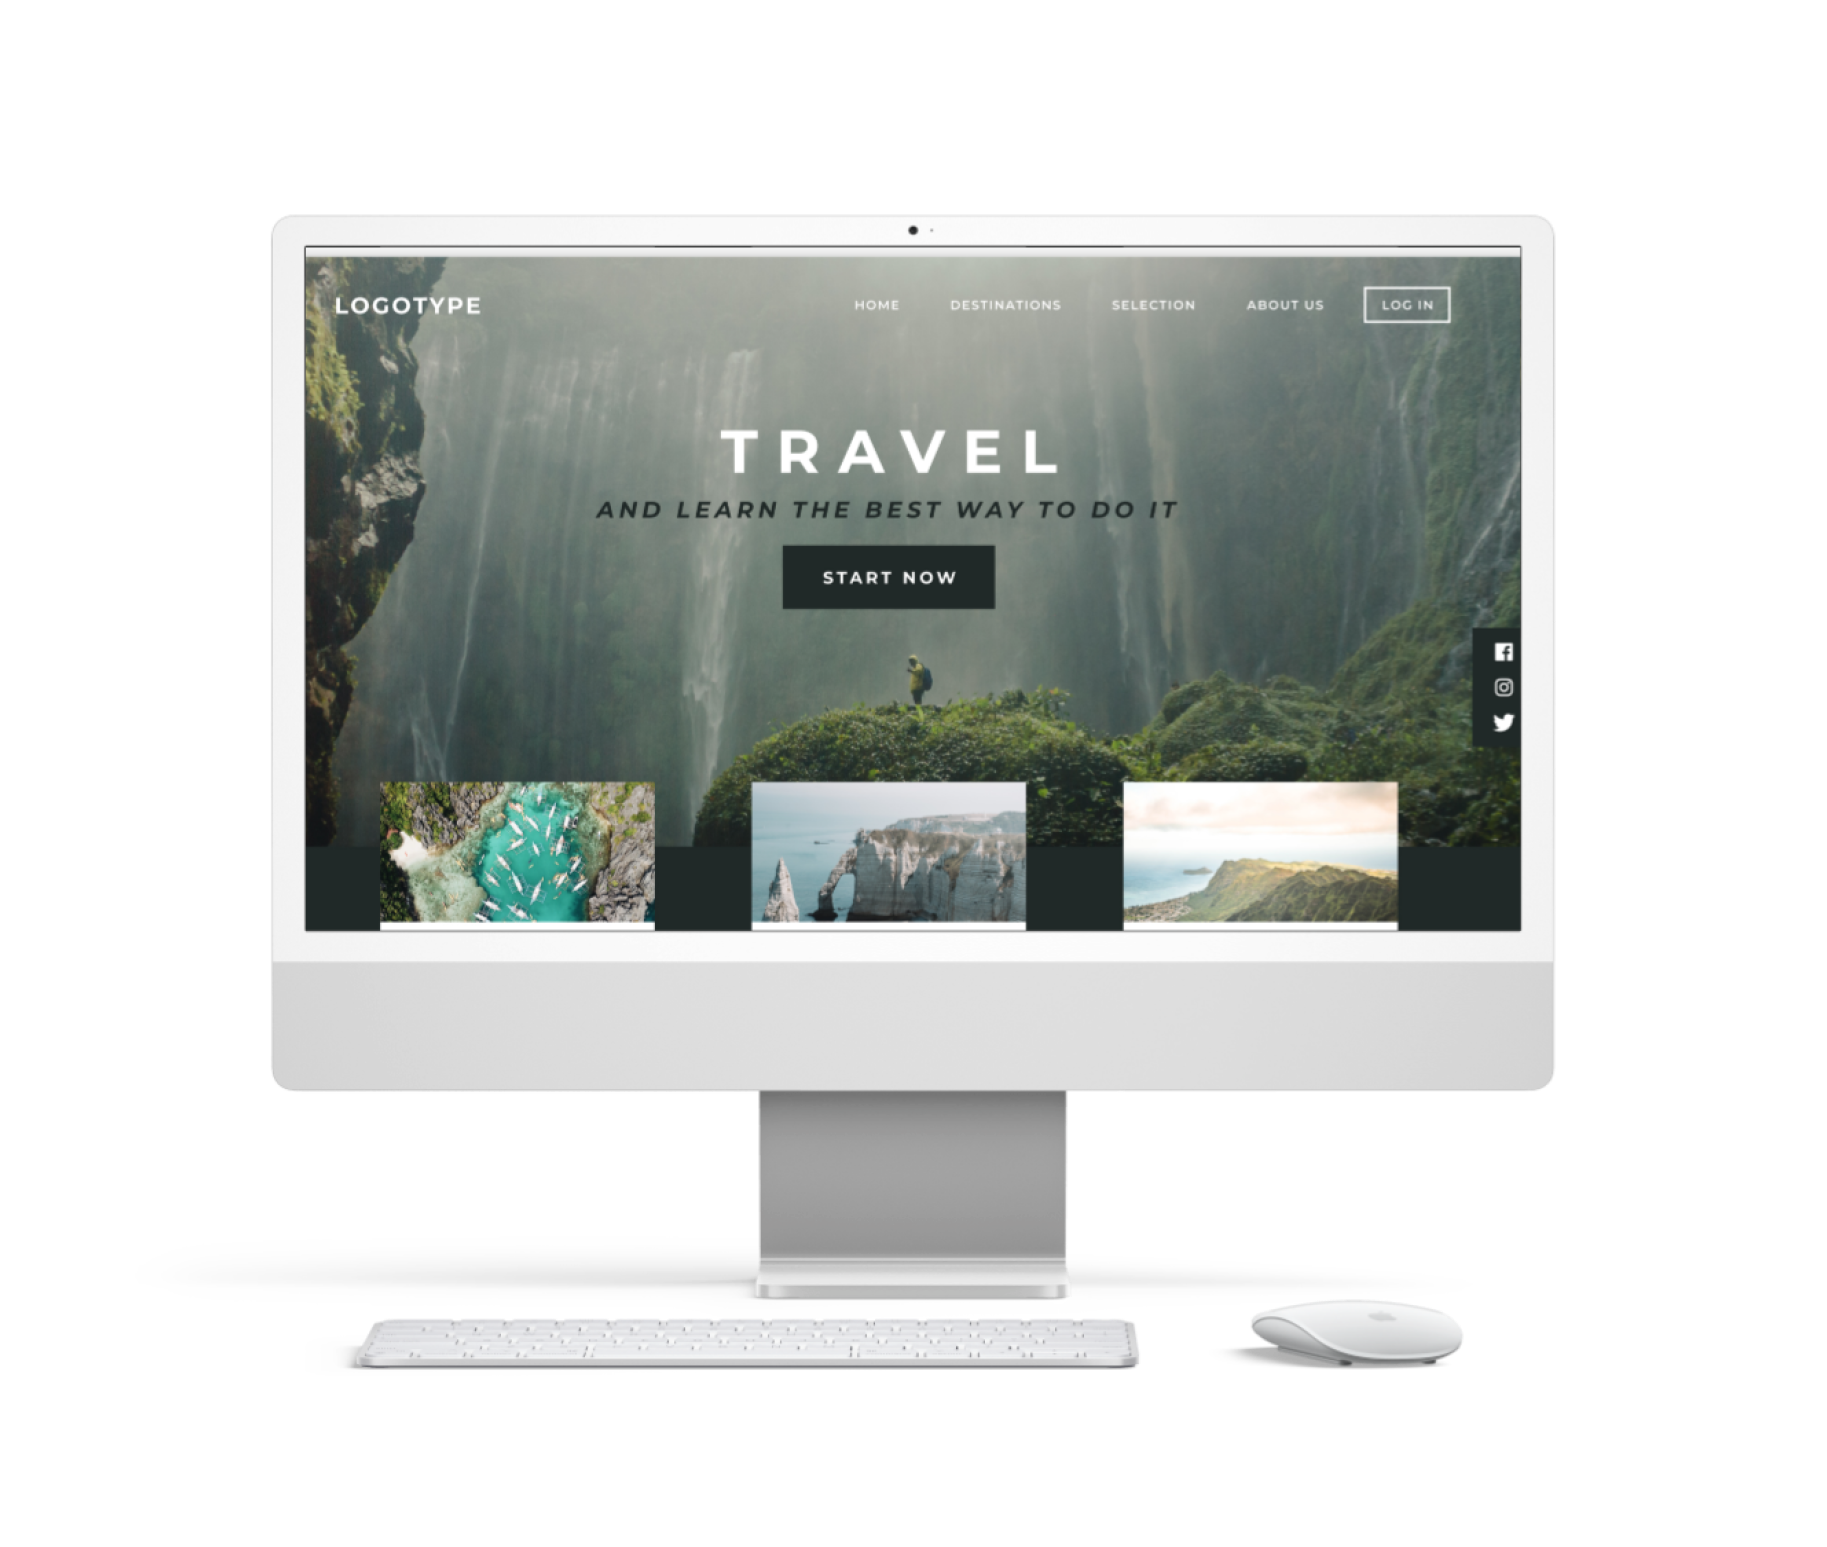 LOGOTYPE
HOME DESTINATIONS SELECTION ABOUT US LOG IN
TRAVEL
AND LEARN THE BEST WAY TO DO IT
START NOW